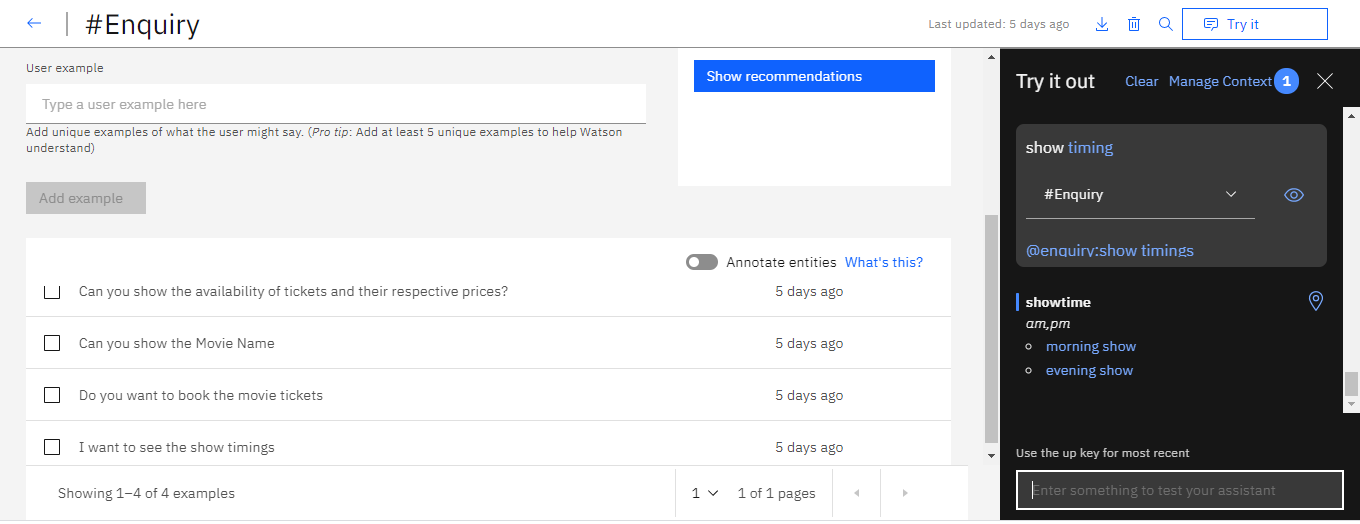 #Enquiry
Last updated: 5 days ago
Try it
User example
Type a user example here
Add unique examples of what the user might say. (Pro tip: Add at least 5 unique examples to help Watson
understand)
Add example
Show recommendations
Annotate entities What's this?
Can you show the availability of tickets and their respective prices? 5 days ago
Can you show the Movie Name 5 days ago
Do you want to book the movie tickets 5 days ago
I want to see the show timings 5 days ago
Showing 1–4 of 4 examples
1 1 of 1 pages
Try it out
Clear Manage Context 1
show timing
#Enquiry
@enquiry:show timings
showtime
am,pm
morning show
evening show
Use the up key for most recent
Enter something to test your assistant